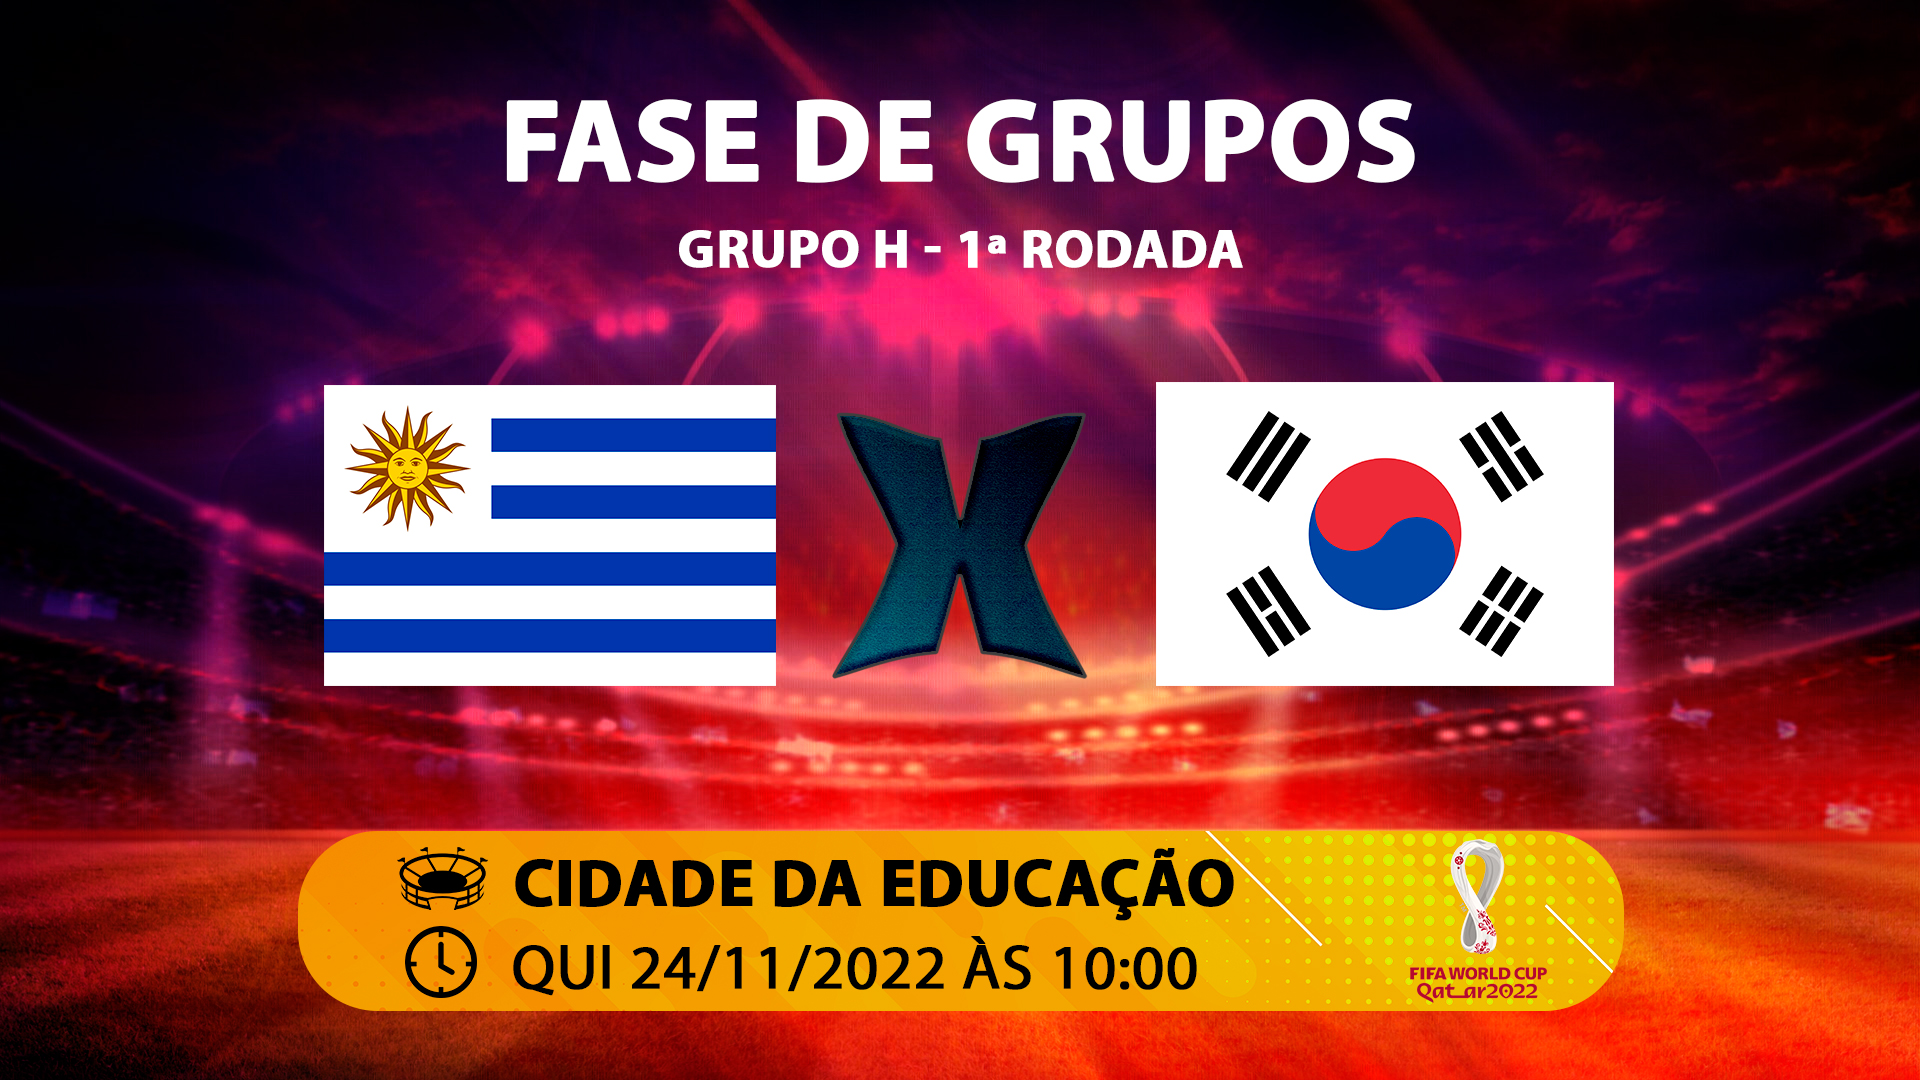 FASE DE GRUPOS
GRUPO H - 1ª RODADA
X
CIDADE DA EDUCAÇÃO
QUI 24/11/2022 ÀS 10:00
FIFA WORLD CUP
Qatar2022